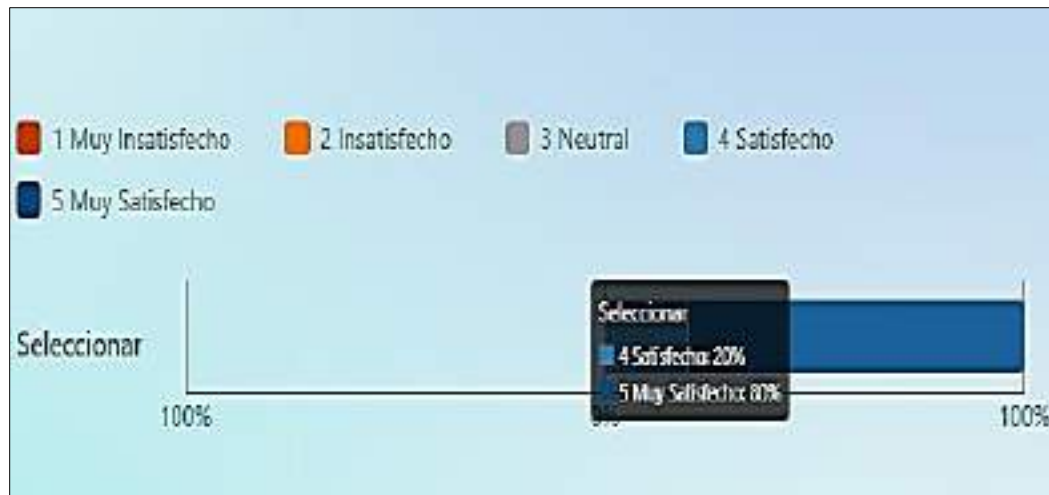 1 Muy Insatisfecho 2 Insatisfecho 3 Neutral 4 Satisfecho
5 Muy Satisfecho
Seleccionar
Seleccionar
4 Satisfecho: 20%
5 Muy Satisfecho: 80%
100% 100%